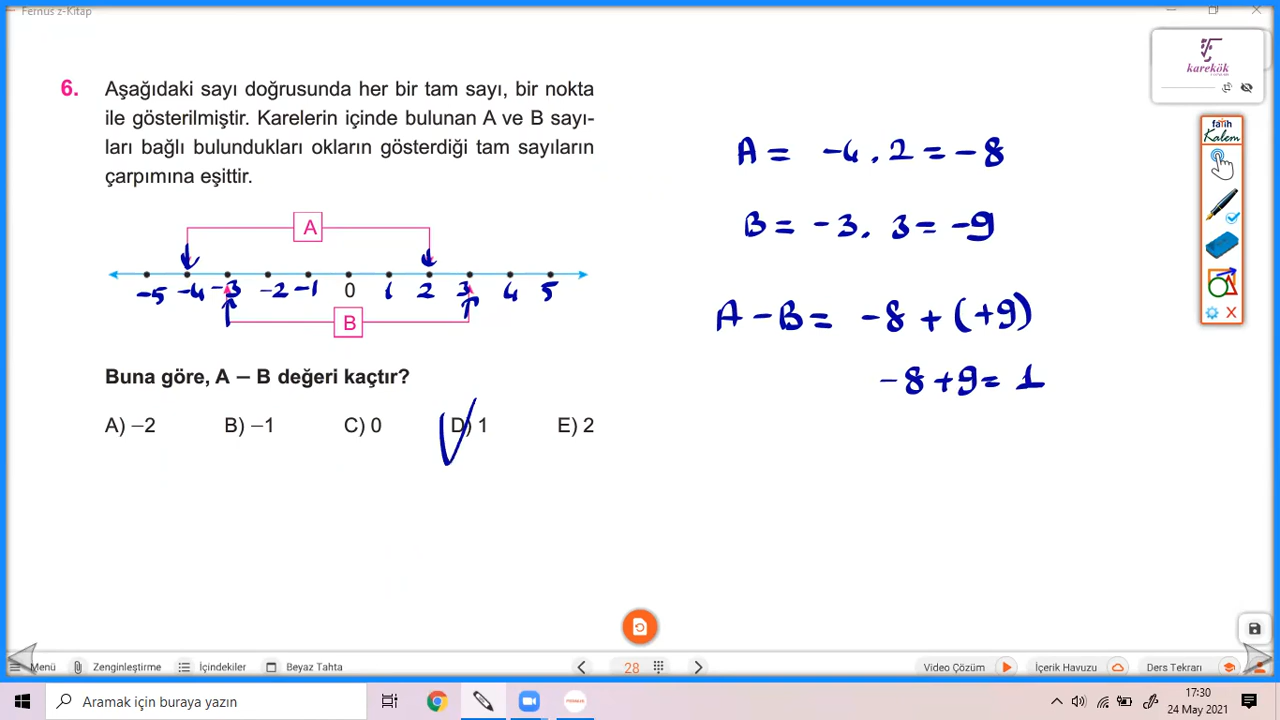 Fernus z-Kitap
karekök
fatih
Kalem
6. Aşağıdaki sayı doğrusunda her bir tam sayı, bir nokta
ile gösterilmiştir. Karelerin içinde bulunan A ve B sayı-
ları bağlı bulundukları okların gösterdiği tam sayıların
çarpımına eşittir.
A
-5 -4 -3 -2 -1 0 1 2 3 4 5
B
Buna göre, A – B değeri kaçtır?
A) –2 B) –1 C) 0 D) 1 E) 2
A = -4 . 2 = -8
B = -3 . 3 = -9
A - B = -8 + (+9)
-8 + 9 = 1
Menü Zenginleştirme İçindekiler Beyaz Tahta 28 Video Çözüm İçerik Havuzu Ders Tekrarı
Aramak için buraya yazın
17:30
24 May 2021